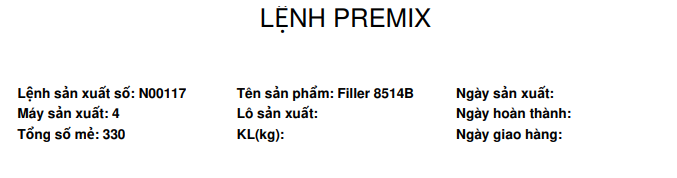 LỆNH PREMIX
Lệnh sản xuất số: N00117 Tên sản phẩm: Filler 8514B Ngày sản xuất:
Máy sản xuất: 4 Lô sản xuất: Ngày hoàn thành:
Tổng số mẻ: 330 KL(kg): Ngày giao hàng: